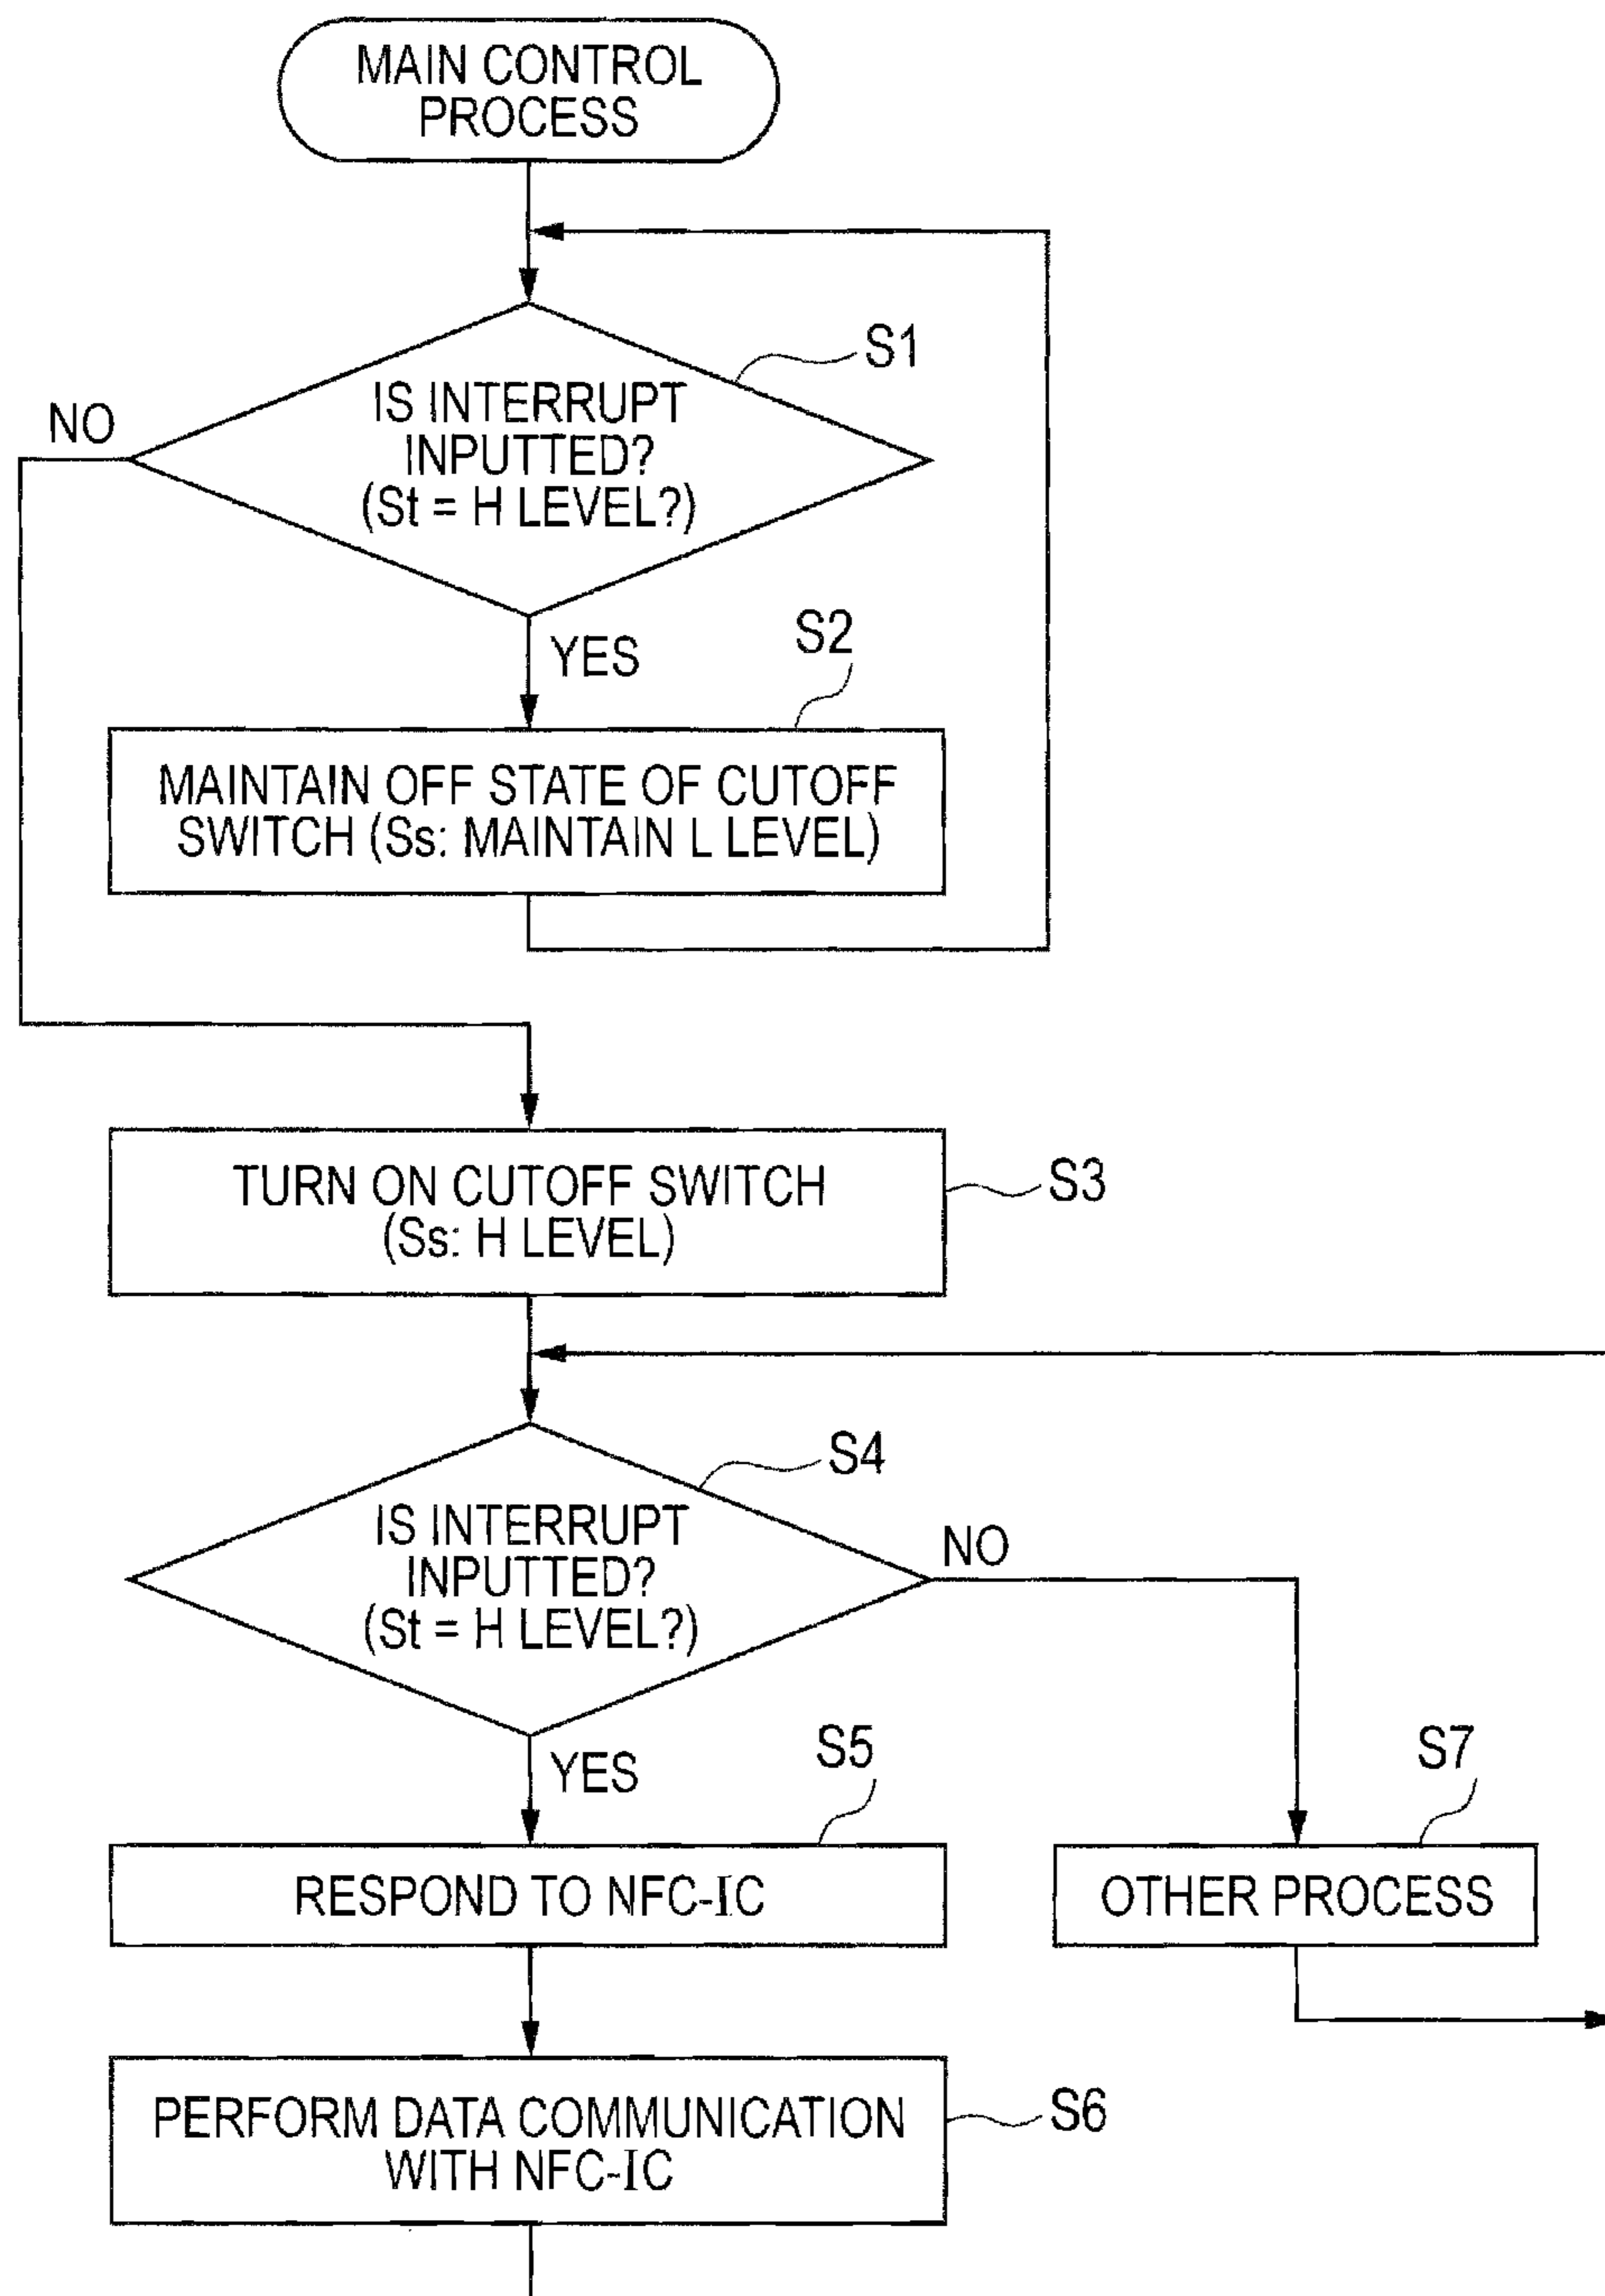 MAIN CONTROL
PROCESS
S1
NO
IS INTERRUPT
INPUTTED?
(St = H LEVEL?)
YES
S2
MAINTAIN OFF STATE OF CUTOFF
SWITCH (Ss: MAINTAIN L LEVEL)
TURN ON CUTOFF SWITCH
(Ss: H LEVEL)
S3
S4
IS INTERRUPT
INPUTTED?
(St = H LEVEL?)
NO
YES
S5
S7
RESPOND TO NFC-IC
OTHER PROCESS
PERFORM DATA COMMUNICATION
WITH NFC-IC
S6